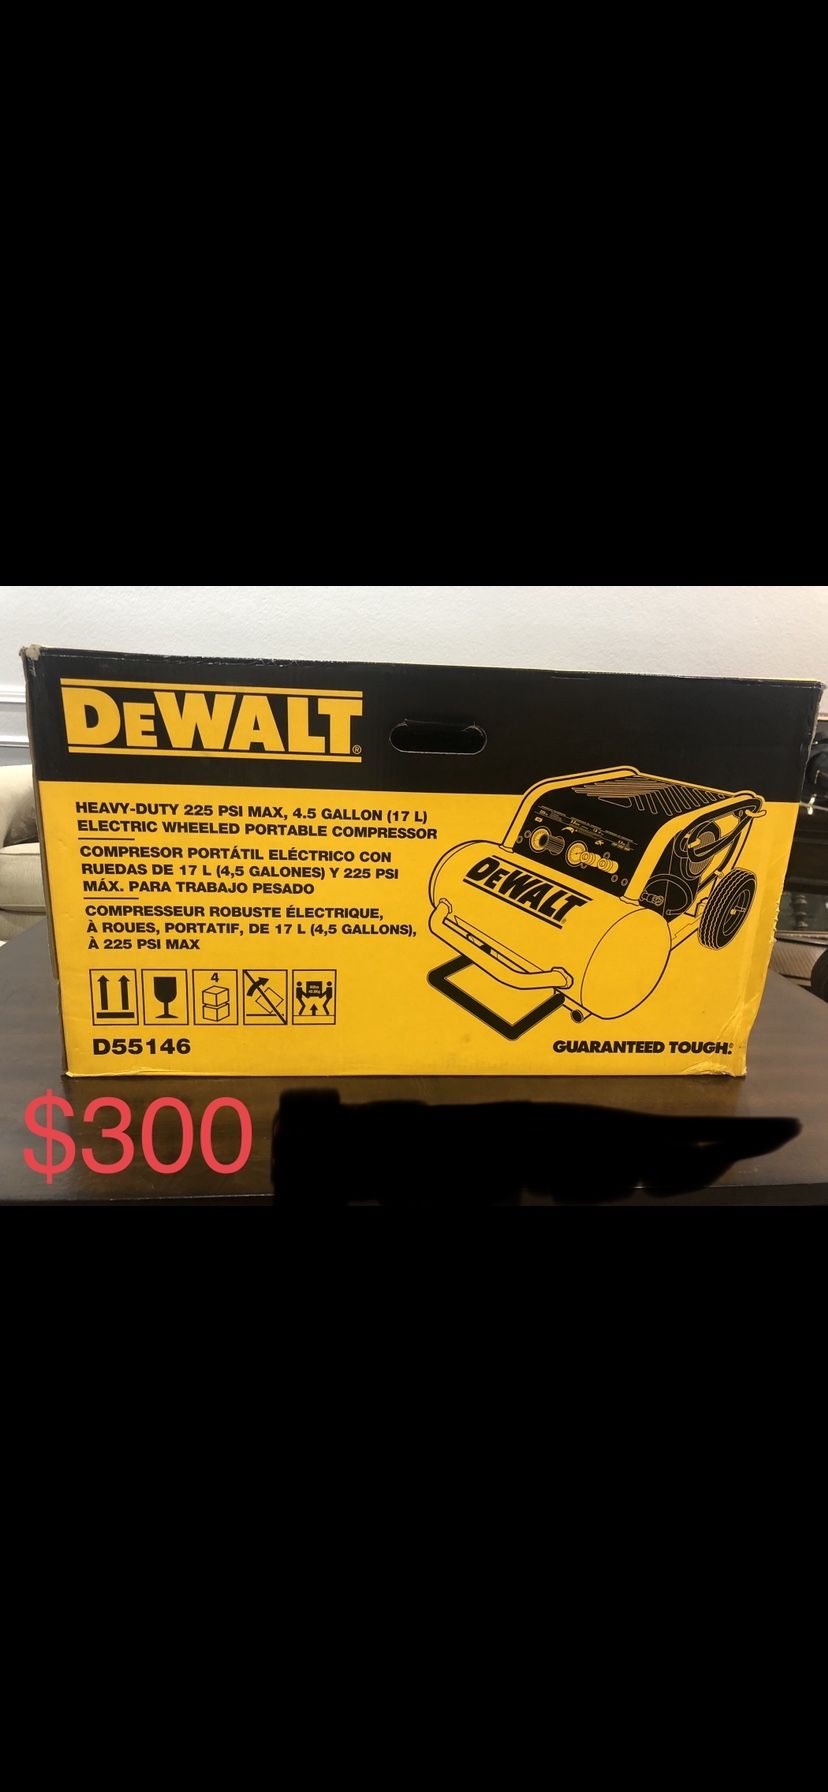 DEWALT®
HEAVY-DUTY 225 PSI MAX, 4.5 GALLON (17 L)
ELECTRIC WHEELED PORTABLE COMPRESSOR
COMPRESOR PORTÁTIL ELÉCTRICO CON
RUEDAS DE 17 L (4,5 GALONES) Y 225 PSI
MÁX. PARA TRABAJO PESADO
COMPRESSEUR ROBUSTE ÉLECTRIQUE,
À ROUES, PORTATIF, DE 17 L (4,5 GALLONS),
À 225 PSI MAX
DEWALT
4
D55146
GUARANTEED TOUGH.®
$300